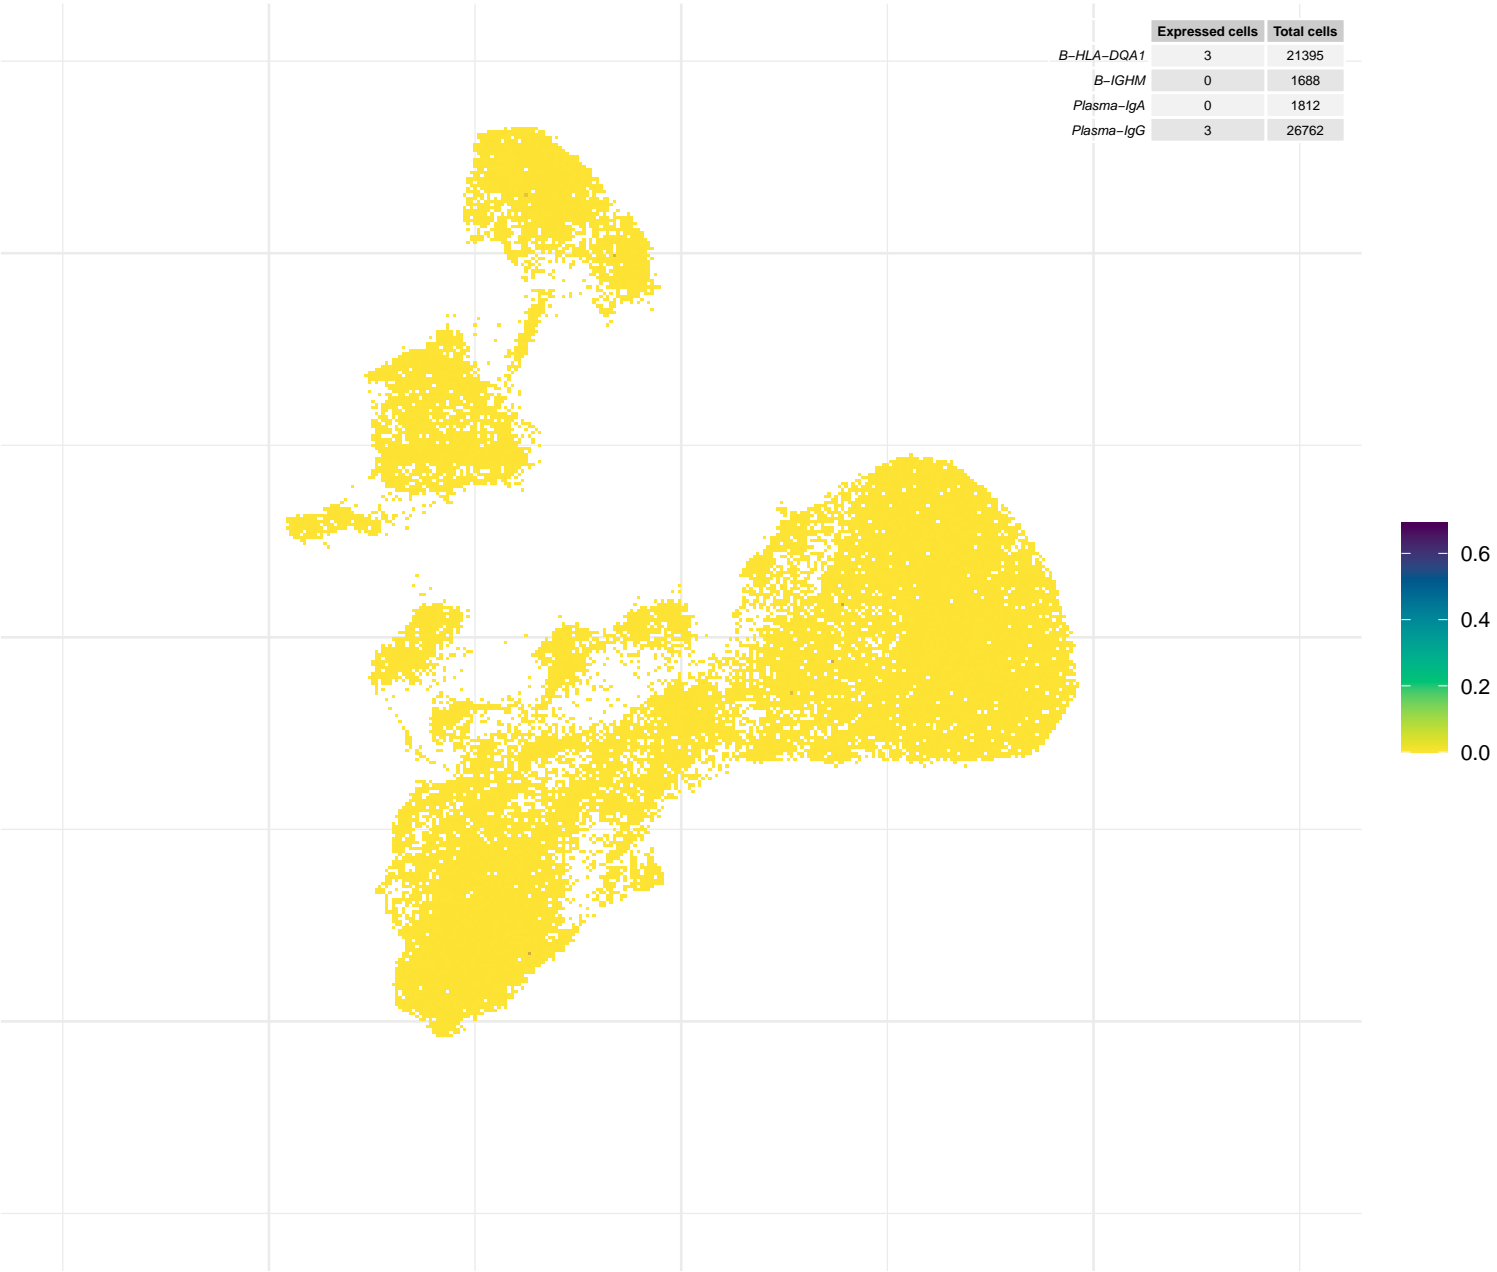 Expressed cells Total cells
B−HLA−DQA1 3 21395
B−IGHM 0 1688
Plasma−IgA 0 1812
Plasma−IgG 3 26762
0.6
0.4
0.2
0.0